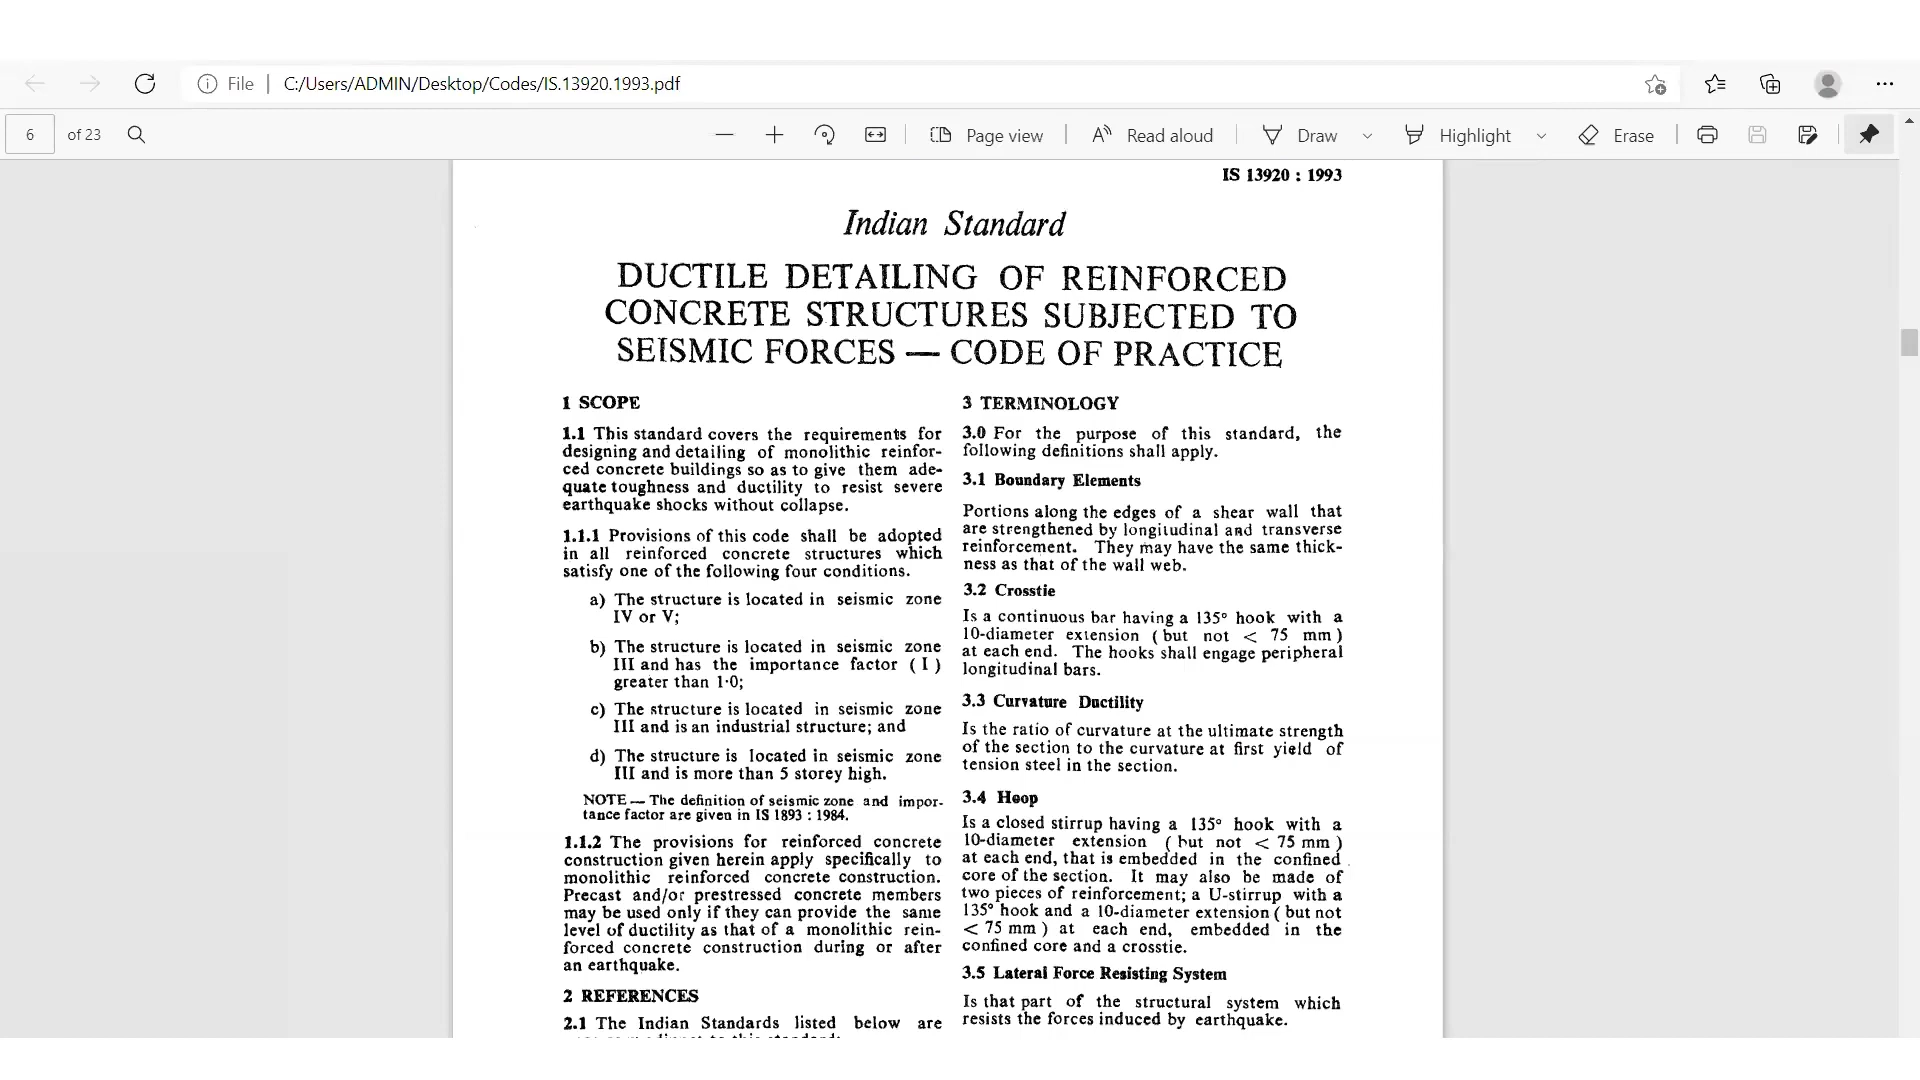 File | C:/Users/ADMIN/Desktop/Codes/IS.13920.1993.pdf
6 of 23
Page view
Read aloud
Draw
Highlight
Erase
IS 13920 : 1993
Indian Standard
DUCTILE DETAILING OF REINFORCED
CONCRETE STRUCTURES SUBJECTED TO
SEISMIC FORCES — CODE OF PRACTICE
1 SCOPE
1.1 This standard covers the requirements for
designing and detailing of monolithic reinfor-
ced concrete buildings so as to give them ade-
quate toughness and ductility to resist severe
earthquake shocks without collapse.
1.1.1 Provisions of this code shall be adopted
in all reinforced concrete structures which
satisfy one of the following four conditions.
a) The structure is located in seismic zone
IV or V;
b) The structure is located in seismic zone
III and has the importance factor ( I )
greater than 1·0;
c) The structure is located in seismic zone
III and is an industrial structure; and
d) The structure is located in seismic zone
III and is more than 5 storey high.
NOTE — The definition of seismic zone and impor-
tance factor are given in IS 1893 : 1984.
1.1.2 The provisions for reinforced concrete
construction given herein apply specifically to
monolithic reinforced concrete construction.
Precast and/or prestressed concrete members
may be used only if they can provide the same
level of ductility as that of a monolithic rein-
forced concrete construction during or after
an earthquake.
2 REFERENCES
2.1 The Indian Standards listed below are
to this standard:
3 TERMINOLOGY
3.0 For the purpose of this standard, the
following definitions shall apply.
3.1 Boundary Elements
Portions along the edges of a shear wall that
are strengthened by longitudinal and transverse
reinforcement. They may have the same thick-
ness as that of the wall web.
3.2 Crosstie
Is a continuous bar having a 135° hook with a
10-diameter extension ( but not < 75 mm )
at each end. The hooks shall engage peripheral
longitudinal bars.
3.3 Curvature Ductility
Is the ratio of curvature at the ultimate strength
of the section to the curvature at first yield of
tension steel in the section.
3.4 Hoop
Is a closed stirrup having a 135° hook with a
10-diameter extension ( but not < 75 mm )
at each end, that is embedded in the confined
core of the section. It may also be made of
two pieces of reinforcement; a U-stirrup with a
135° hook and a 10-diameter extension ( but not
< 75 mm ) at each end, embedded in the
confined core and a crosstie.
3.5 Lateral Force Resisting System
Is that part of the structural system which
resists the forces induced by earthquake.